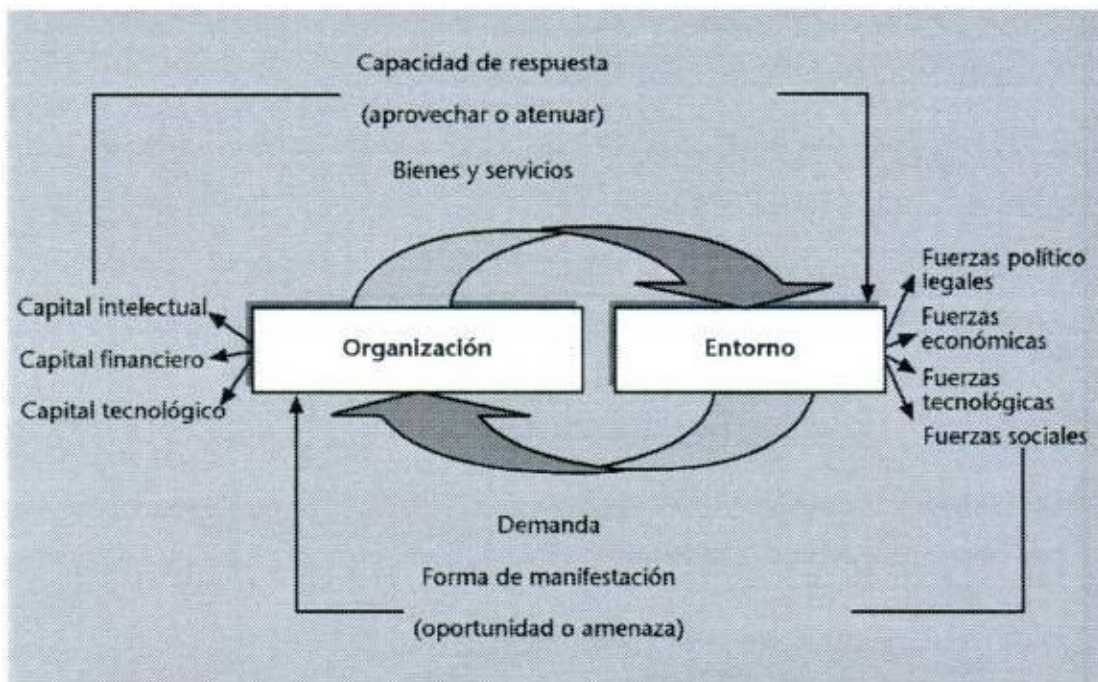 Capacidad de respuesta
(aprovechar o atenuar)
Bienes y servicios
Capital intelectual
Capital financiero
Capital tecnológico
Organización
Entorno
Fuerzas político
legales
Fuerzas
económicas
Fuerzas
tecnológicas
Fuerzas sociales
Demanda
Forma de manifestación
(oportunidad o amenaza)